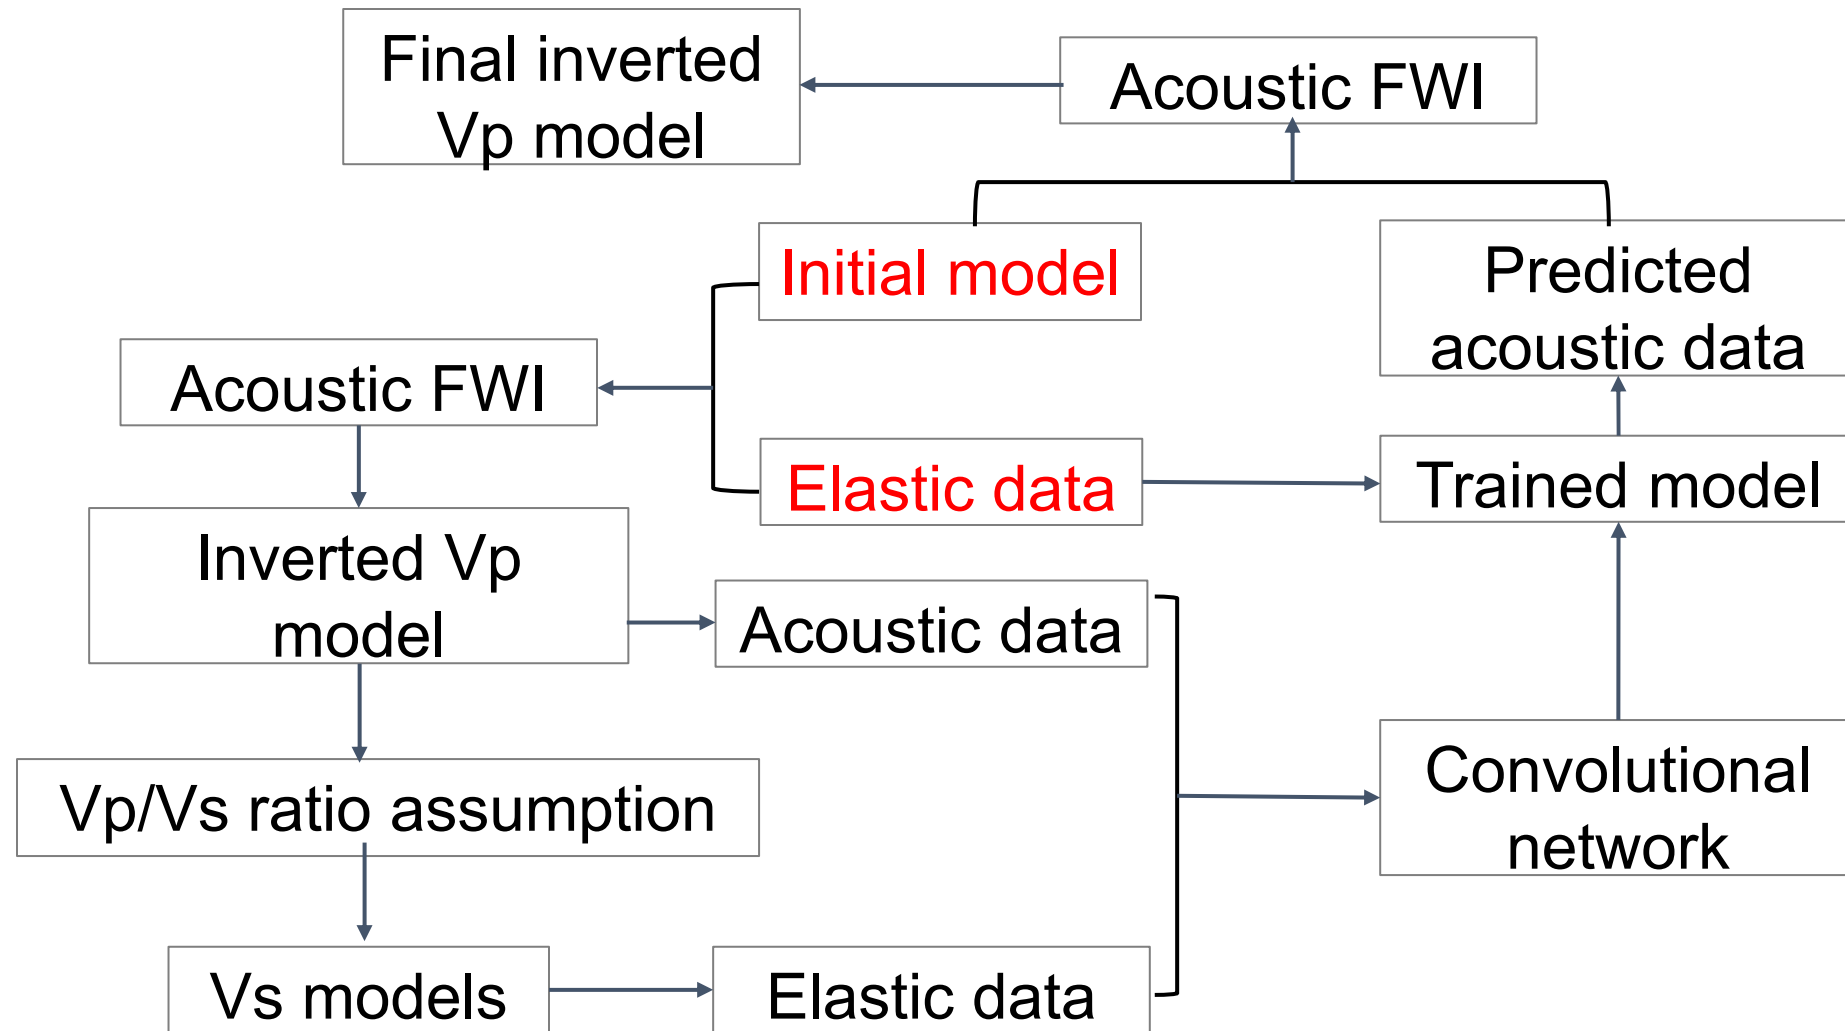 Final inverted
Vp model
Acoustic FWI
Initial model
Predicted
acoustic data
Acoustic FWI
Elastic data
Trained model
Inverted Vp
model
Acoustic data
Vp/Vs ratio assumption
Convolutional
network
Vs models
Elastic data